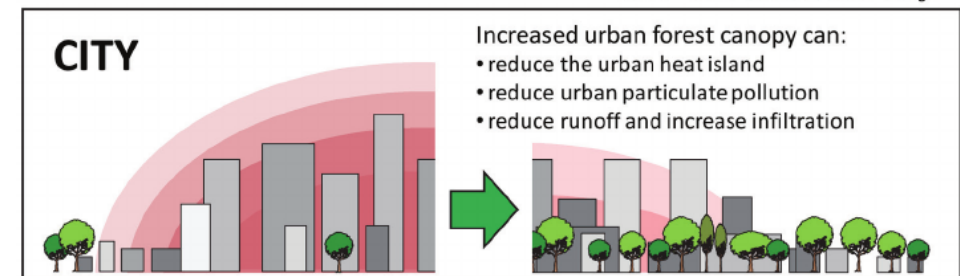 CITY
Increased urban forest canopy can:
• reduce the urban heat island
• reduce urban particulate pollution
• reduce runoff and increase infiltration